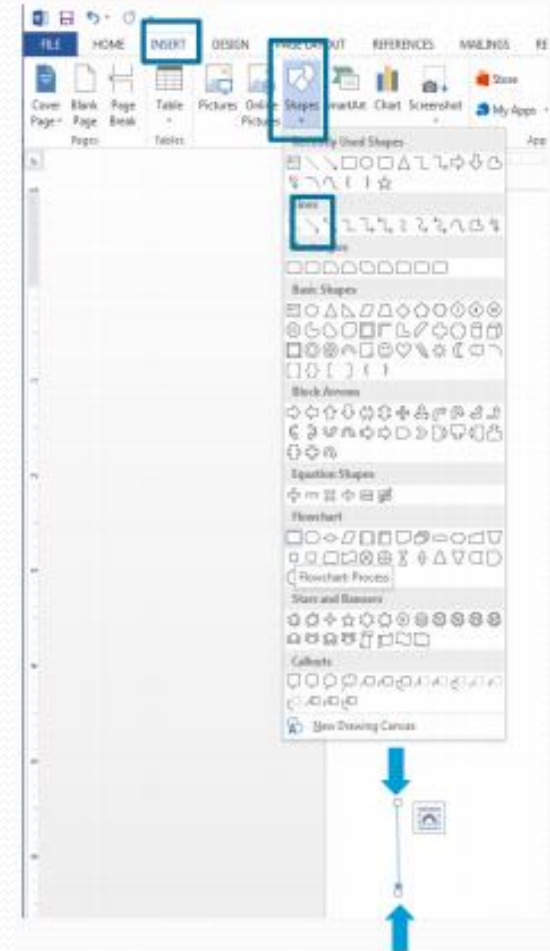 FILE HOME INSERT DESIGN PAGE LAYOUT REFERENCES MAILINGS RE
Cover Blank Page Table Pictures Online Shapes SmartArt Chart Screenshot Store
Page Page Break Pictures My Apps
Pages Tables App
Recently Used Shapes
Lines
Basic Shapes
Block Arrows
Equation Shapes
Flowchart
Flowchart: Process
Stars and Banners
Callouts
New Drawing Canvas